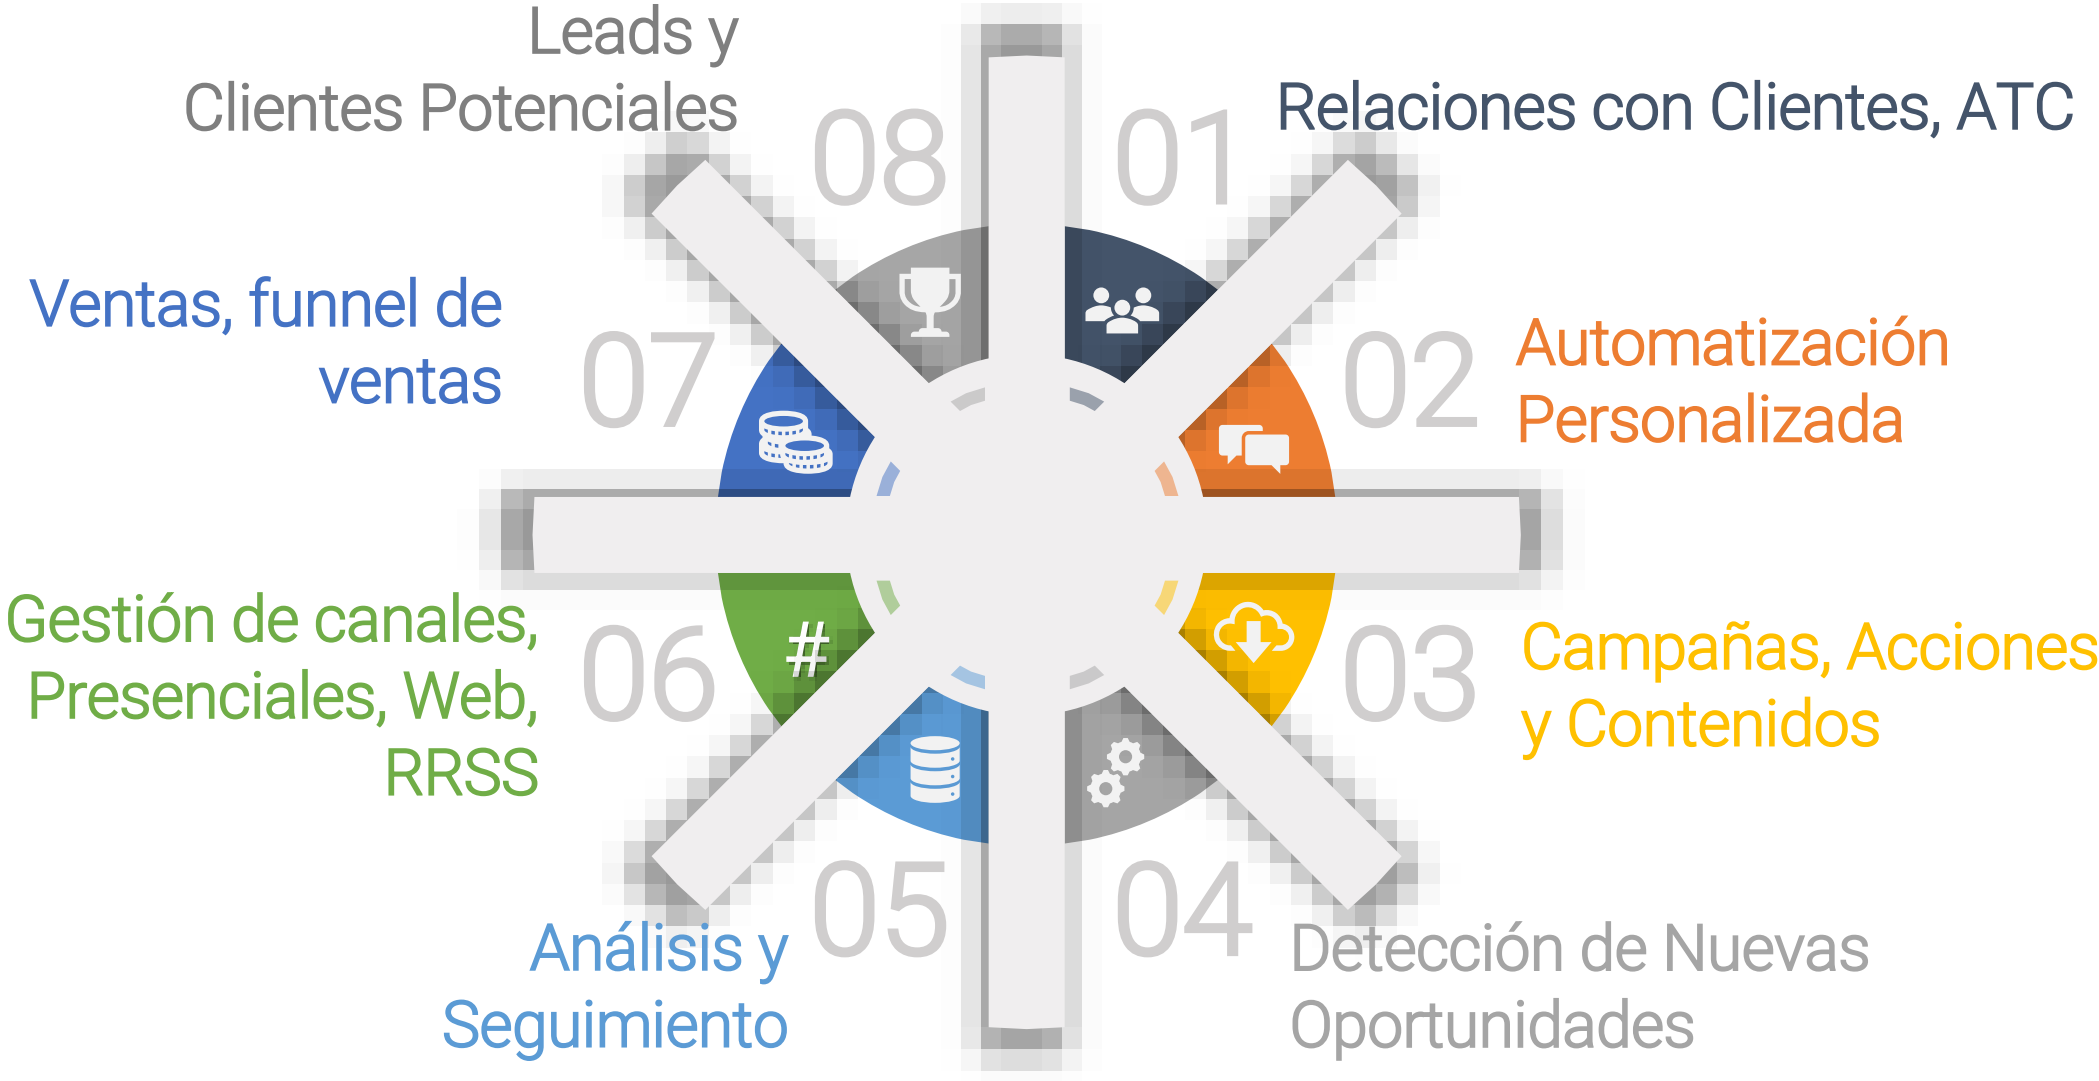 01
Relaciones con Clientes, ATC
02
Automatización
Personalizada
03
Campañas, Acciones
y Contenidos
04
Detección de Nuevas
Oportunidades
05
Análisis y
Seguimiento
06
Gestión de canales,
Presenciales, Web,
RRSS
#
07
Ventas, funnel de
ventas
08
Leads y
Clientes Potenciales